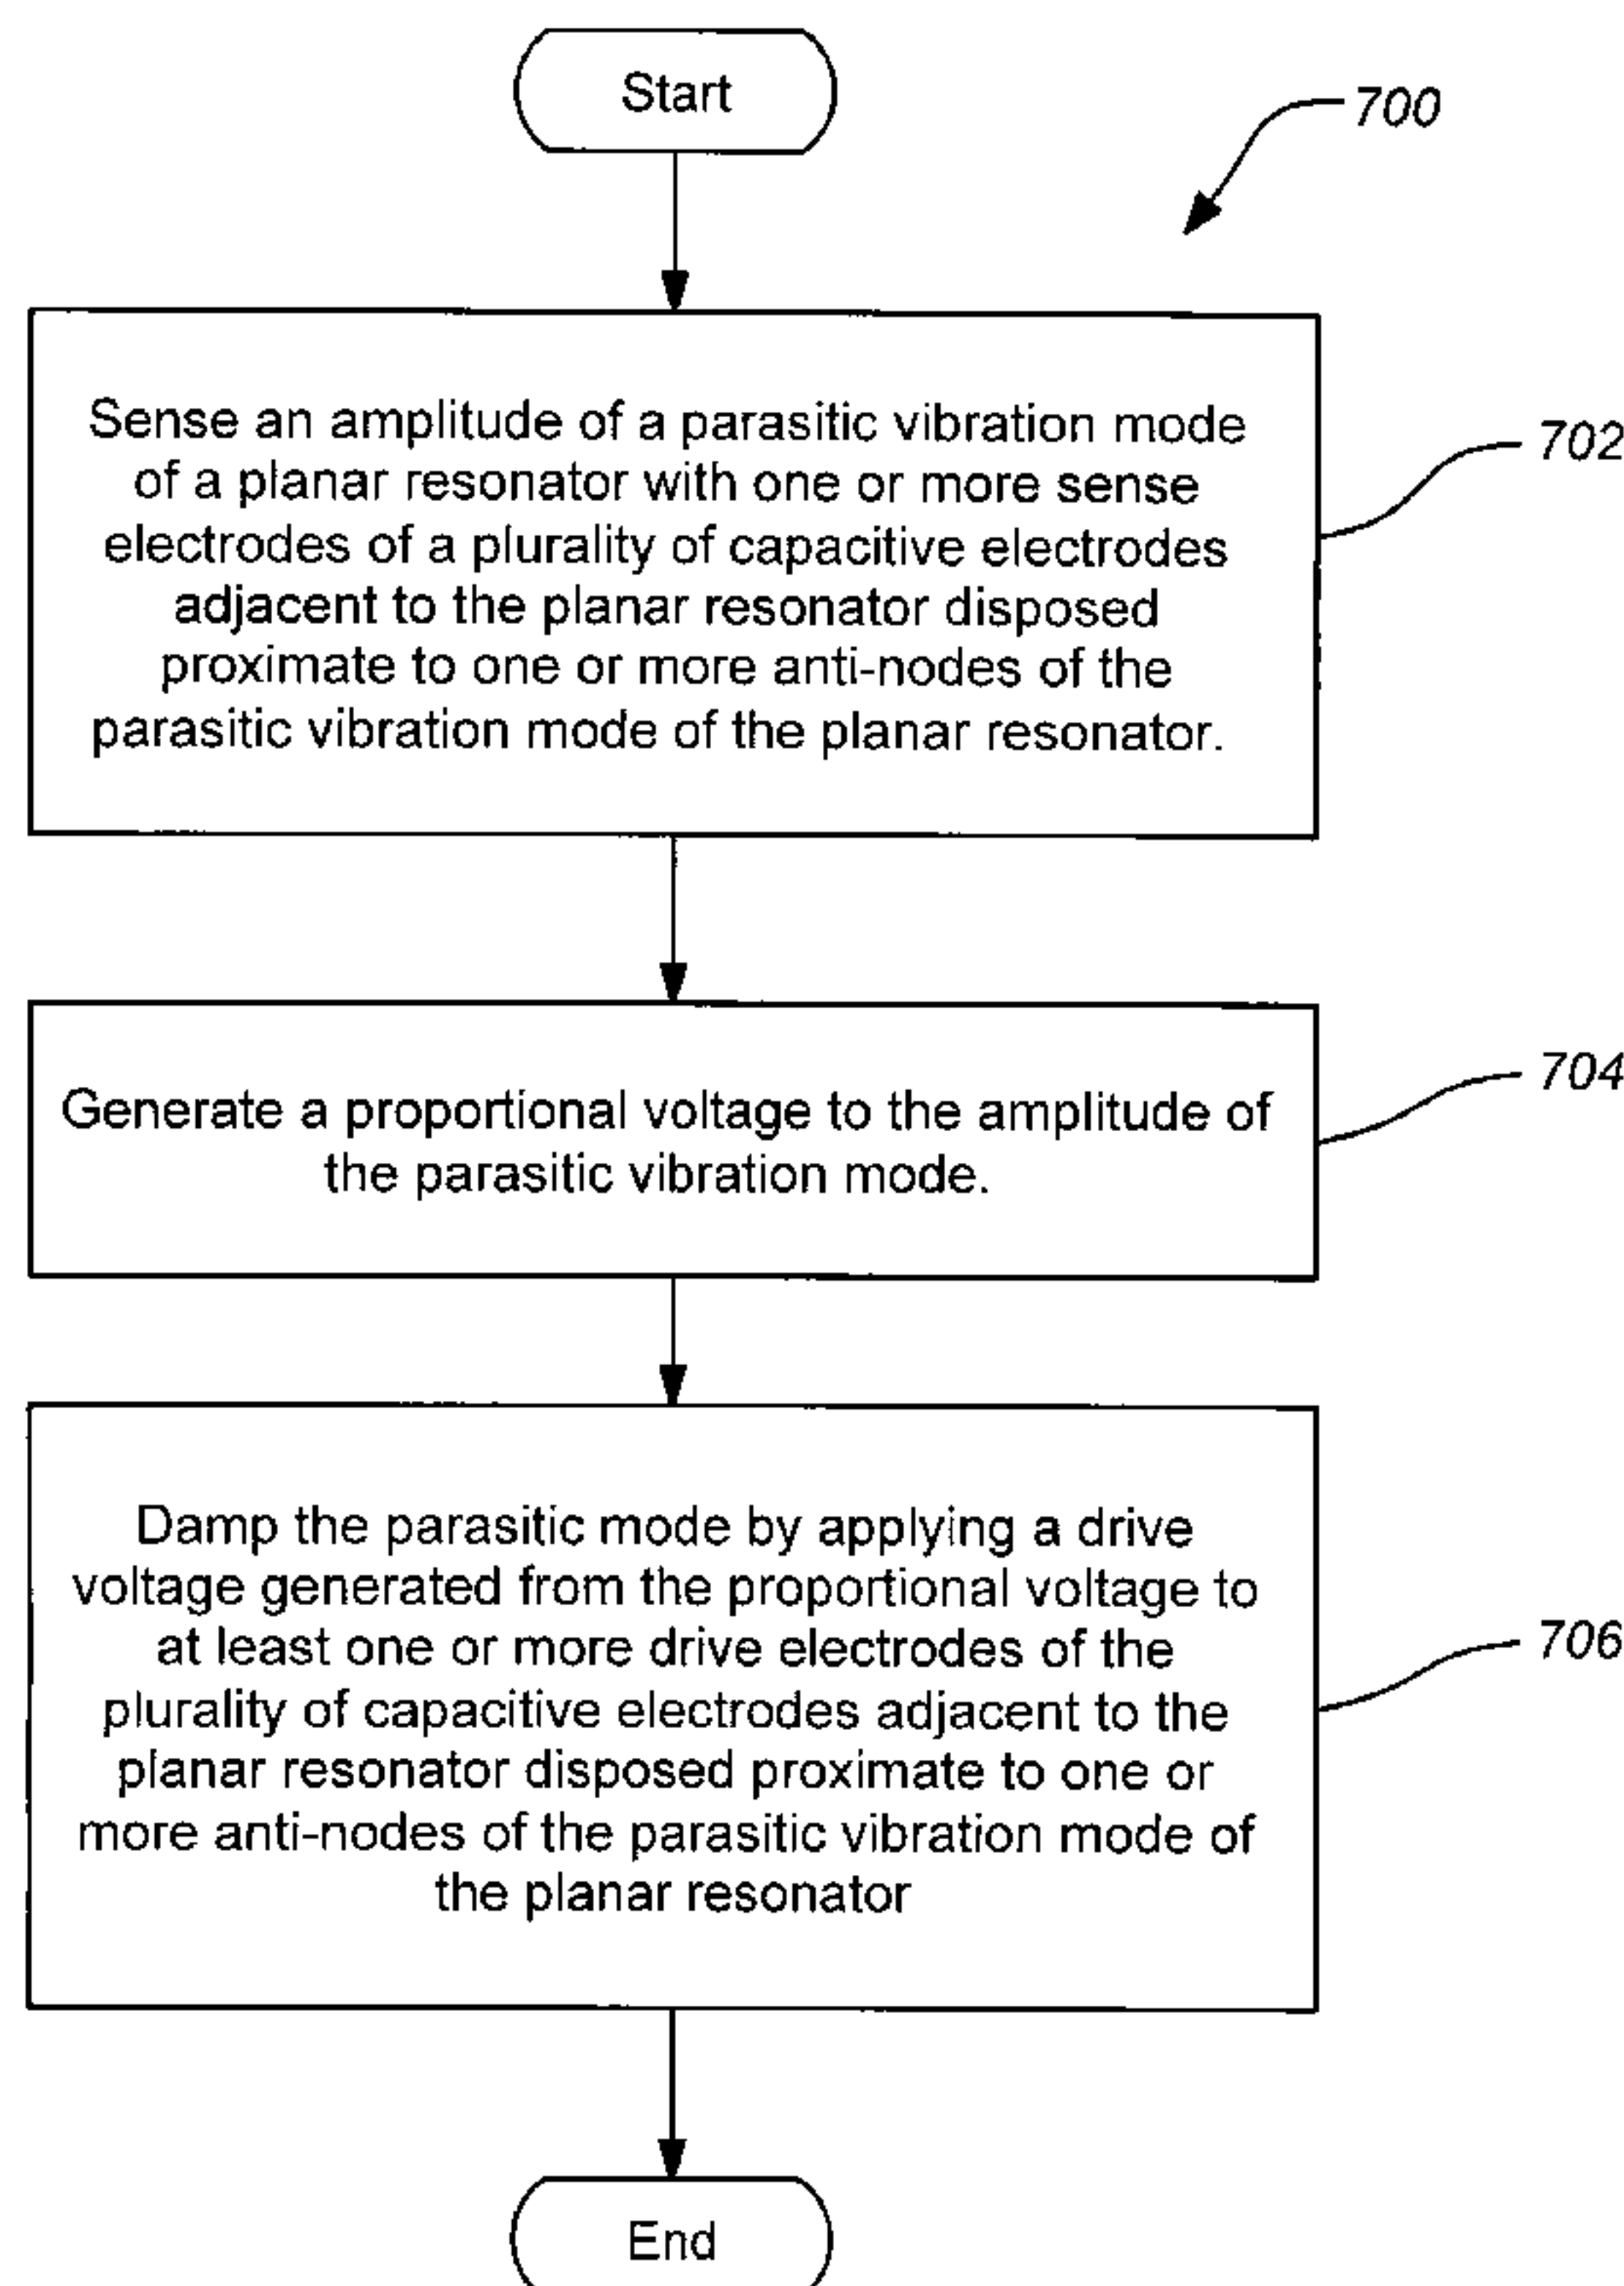 Start
700
Sense an amplitude of a parasitic vibration mode
of a planar resonator with one or more sense
electrodes of a plurality of capacitive electrodes
adjacent to the planar resonator disposed
proximate to one or more anti-nodes of the
parasitic vibration mode of the planar resonator.
702
Generate a proportional voltage to the amplitude of
the parasitic vibration mode.
704
Damp the parasitic mode by applying a drive
voltage generated from the proportional voltage to
at least one or more drive electrodes of the
plurality of capacitive electrodes adjacent to the
planar resonator disposed proximate to one or
more anti-nodes of the parasitic vibration mode of
the planar resonator
706
End